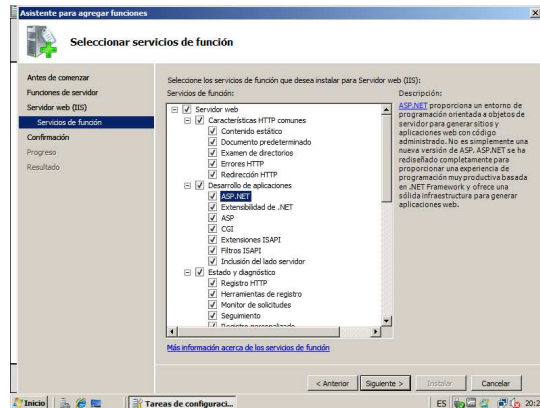 Asistente para agregar funciones
Seleccionar servicios de función
Antes de comenzar
Funciones de servidor
Servidor web (IIS)
Servicios de función
Confirmación
Progreso
Resultado
Seleccione los servicios de función que desea instalar para Servidor web (IIS):
Servicios de función:
Servidor web
Características HTTP comunes
Contenido estático
Documento predeterminado
Examen de directorios
Errores HTTP
Redirección HTTP
Desarrollo de aplicaciones
ASP.NET
Extensibilidad de .NET
ASP
CGI
Extensiones ISAPI
Filtros ISAPI
Inclusión del lado servidor
Estado y diagnóstico
Registro HTTP
Herramientas de registro
Monitor de solicitudes
Seguimiento
Registro personalizado
Descripción:
ASP.NET proporciona un entorno de
programación orientada a objetos de
servidor para generar sitios y
aplicaciones web con código
administrado. No es simplemente una
nueva versión de ASP. ASP.NET se ha
rediseñado completamente para
proporcionar una experiencia de
programación muy productiva basada
en .NET Framework y ofrece una
sólida infraestructura para generar
aplicaciones web.
Más información acerca de los servicios de función
< Anterior
Siguiente >
Instalar
Cancelar
Inicio
Tareas de configuraci...
ES